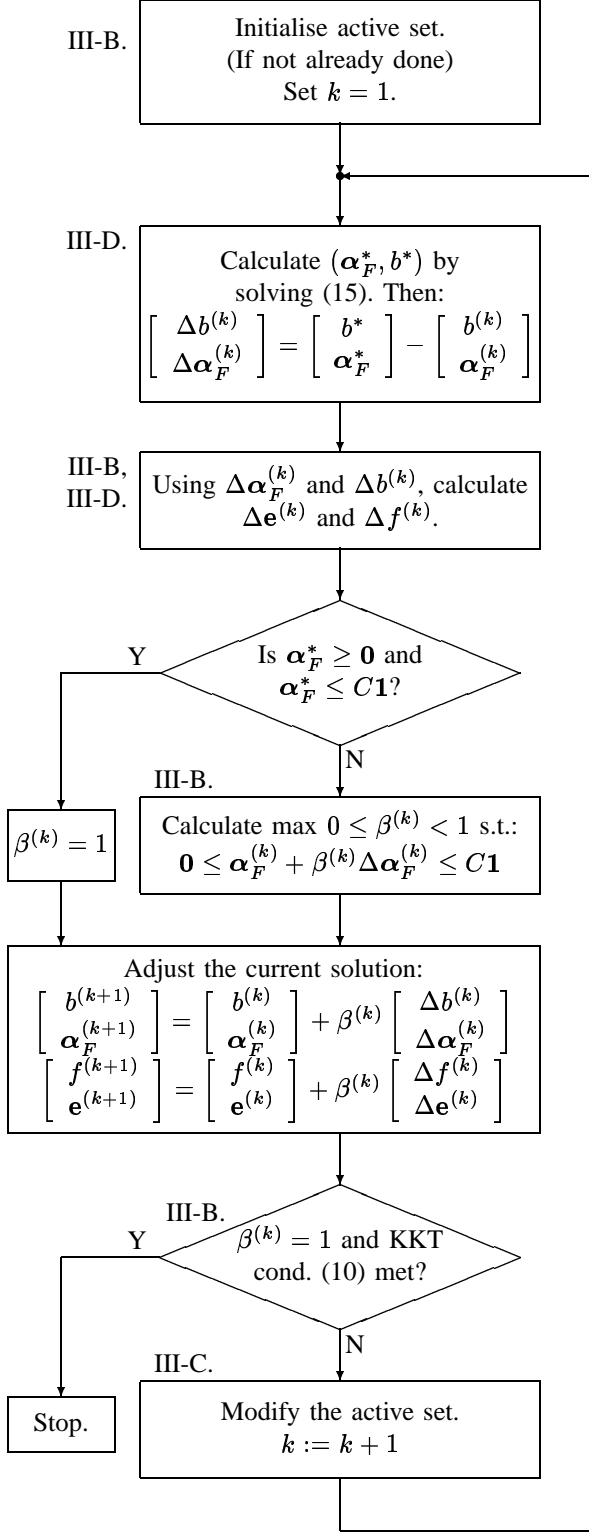 III-B.
Initialise active set.
(If not already done)
Set k = 1.
III-D.
Calculate (α*_F, b*) by
solving (15). Then:
[ Δb^(k) ; Δα_F^(k) ] = [ b* ; α*_F ] − [ b^(k) ; α_F^(k) ]
III-B,
III-D.
Using Δα_F^(k) and Δb^(k), calculate
Δe^(k) and Δf^(k).
Is α*_F ≥ 0 and
α*_F ≤ C1?
Y
N
β^(k) = 1
III-B.
Calculate max 0 ≤ β^(k) < 1 s.t.:
0 ≤ α_F^(k) + β^(k)Δα_F^(k) ≤ C1
Adjust the current solution:
[ b^(k+1) ; α_F^(k+1) ] = [ b^(k) ; α_F^(k) ] + β^(k) [ Δb^(k) ; Δα_F^(k) ]
[ f^(k+1) ; e^(k+1) ] = [ f^(k) ; e^(k) ] + β^(k) [ Δf^(k) ; Δe^(k) ]
III-B.
β^(k) = 1 and KKT
cond. (10) met?
Y
N
Stop.
III-C.
Modify the active set.
k := k + 1